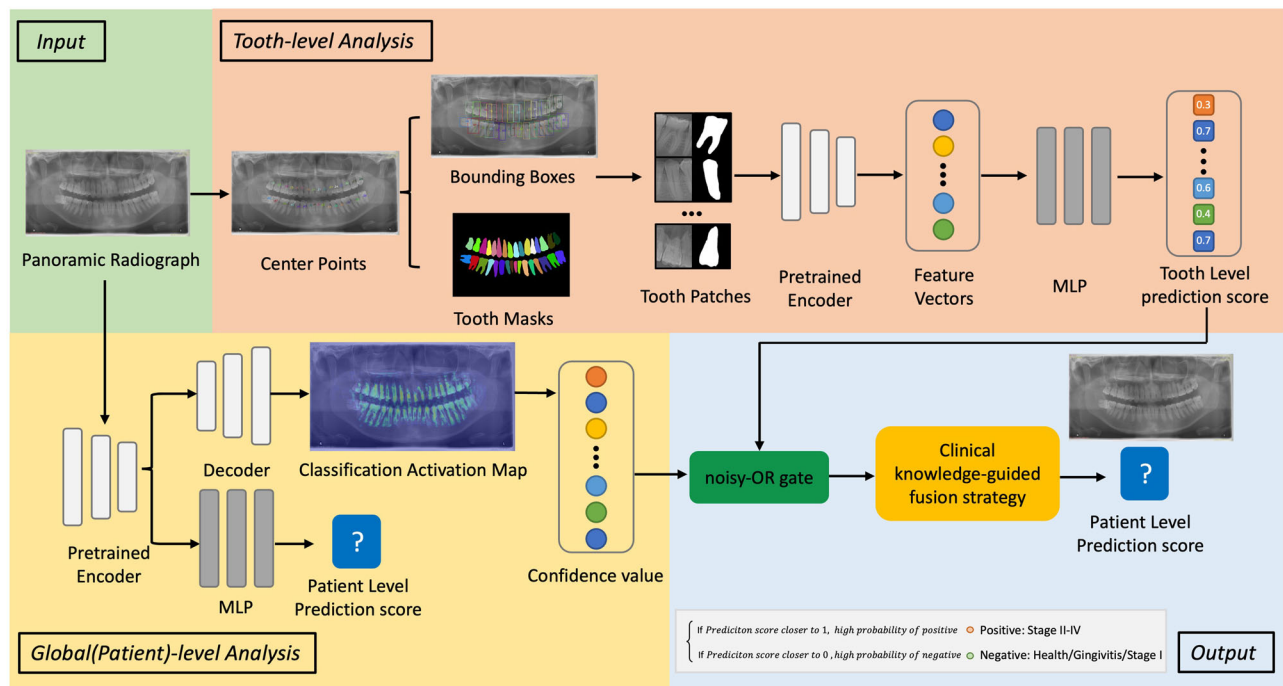 Input
Tooth-level Analysis
Panoramic Radiograph
Center Points
Bounding Boxes
Tooth Masks
•••
Tooth Patches
Pretrained
Encoder
Feature
Vectors
MLP
0.3
0.7
0.6
0.4
0.7
Tooth Level
prediction score
Pretrained
Encoder
Decoder
Classification Activation Map
MLP
?
Patient Level
Prediction score
Confidence value
Global(Patient)-level Analysis
noisy-OR gate
Clinical
knowledge-guided
fusion strategy
?
Patient Level
Prediction score
If Prediciton score closer to 1, high probability of positive Positive: Stage II-IV
If Prediciton score closer to 0, high probability of negative Negative: Health/Gingivitis/Stage I
Output